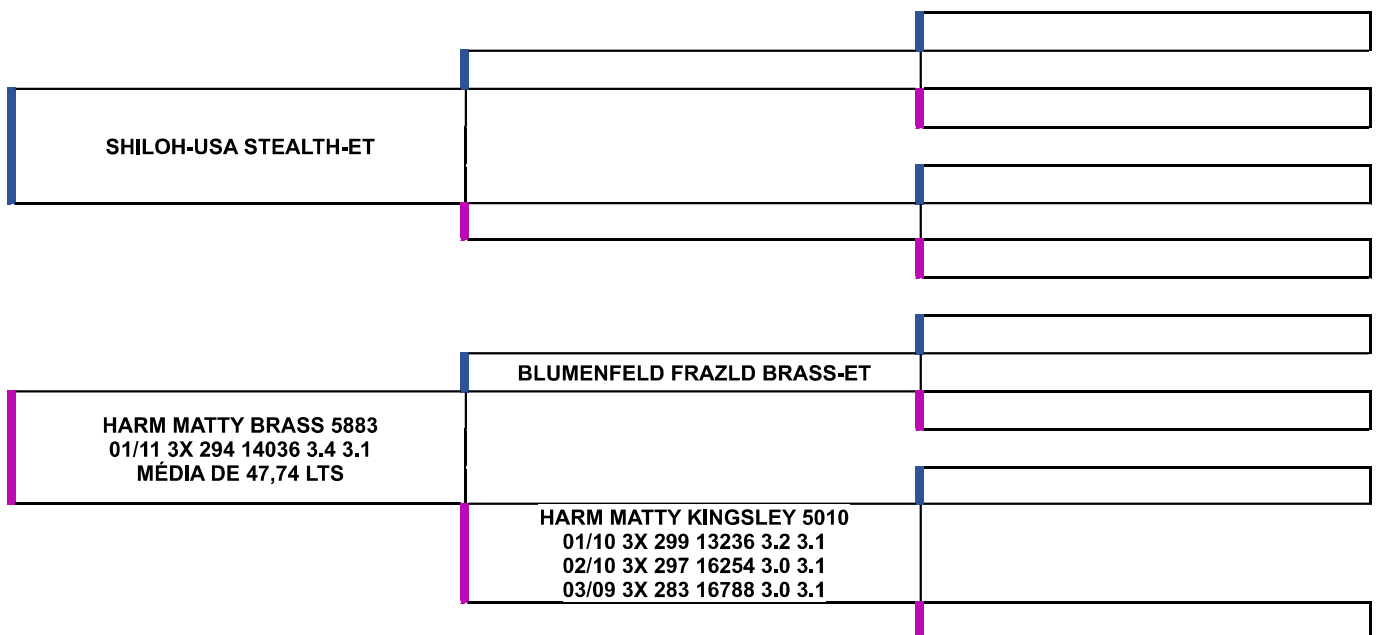 SHILOH-USA STEALTH-ET
BLUMENFELD FRAZLD BRASS-ET
HARM MATTY BRASS 5883
01/11 3X 294 14036 3.4 3.1
MÉDIA DE 47,74 LTS
HARM MATTY KINGSLEY 5010
01/10 3X 299 13236 3.2 3.1
02/10 3X 297 16254 3.0 3.1
03/09 3X 283 16788 3.0 3.1